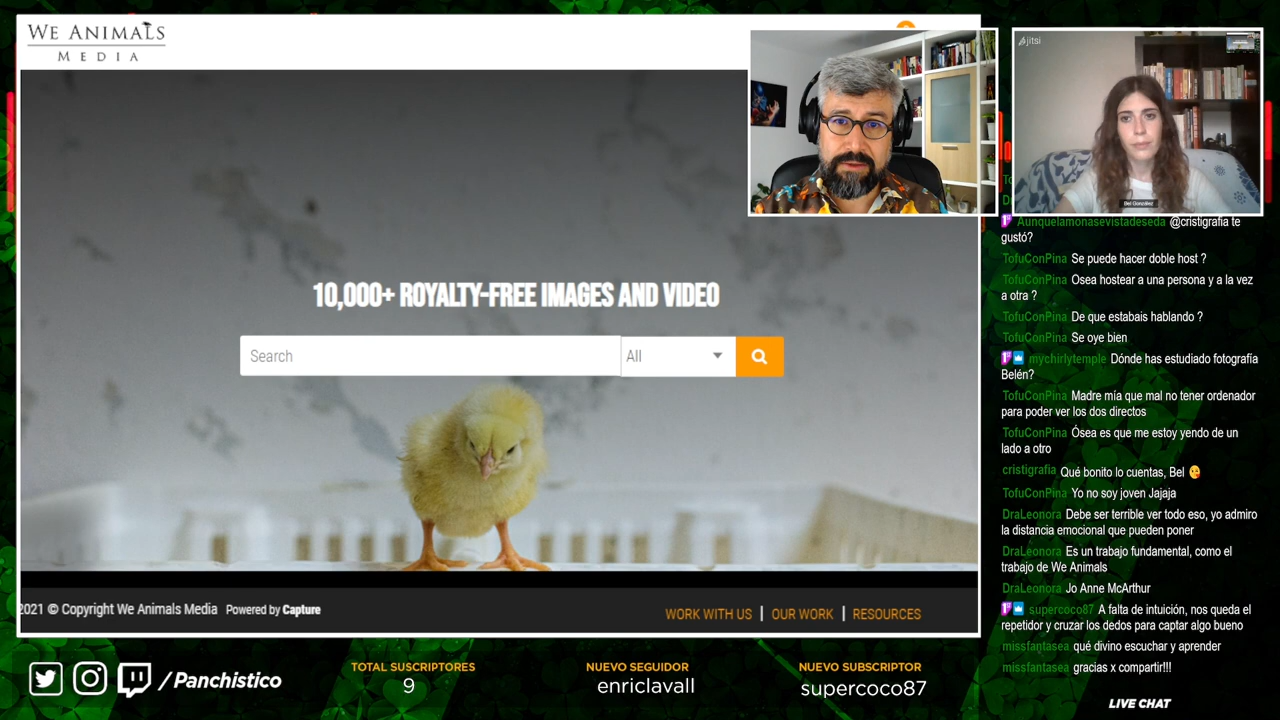 WE ANIMALS
MEDIA
10,000+ ROYALTY-FREE IMAGES AND VIDEO
Search
All
2021 © Copyright We Animals Media Powered by Capture
WORK WITH US | OUR WORK | RESOURCES
jitsi
Bel González
Aunquelamonasevistadeseda @cristigrafia te
gustó?
TofuConPina Se puede hacer doble host ?
TofuConPina Osea hostear a una persona y a la vez
a otra ?
TofuConPina De que estabais hablando ?
TofuConPina Se oye bien
mychirlytemple Dónde has estudiado fotografía
Belén?
TofuConPina Madre mía que mal no tener ordenador
para poder ver los dos directos
TofuConPina Ósea es que me estoy yendo de un
lado a otro
cristigrafia Qué bonito lo cuentas, Bel
TofuConPina Yo no soy joven Jajaja
DraLeonora Debe ser terrible ver todo eso, yo admiro
la distancia emocional que pueden poner
DraLeonora Es un trabajo fundamental, como el
trabajo de We Animals
DraLeonora Jo Anne McArthur
supercoco87 A falta de intuición, nos queda el
repetidor y cruzar los dedos para captar algo bueno
missfantasea qué divino escuchar y aprender
missfantasea gracias x compartir!!!
LIVE CHAT
/Panchistico
TOTAL SUSCRIPTORES
9
NUEVO SEGUIDOR
enriclavall
NUEVO SUBSCRIPTOR
supercoco87